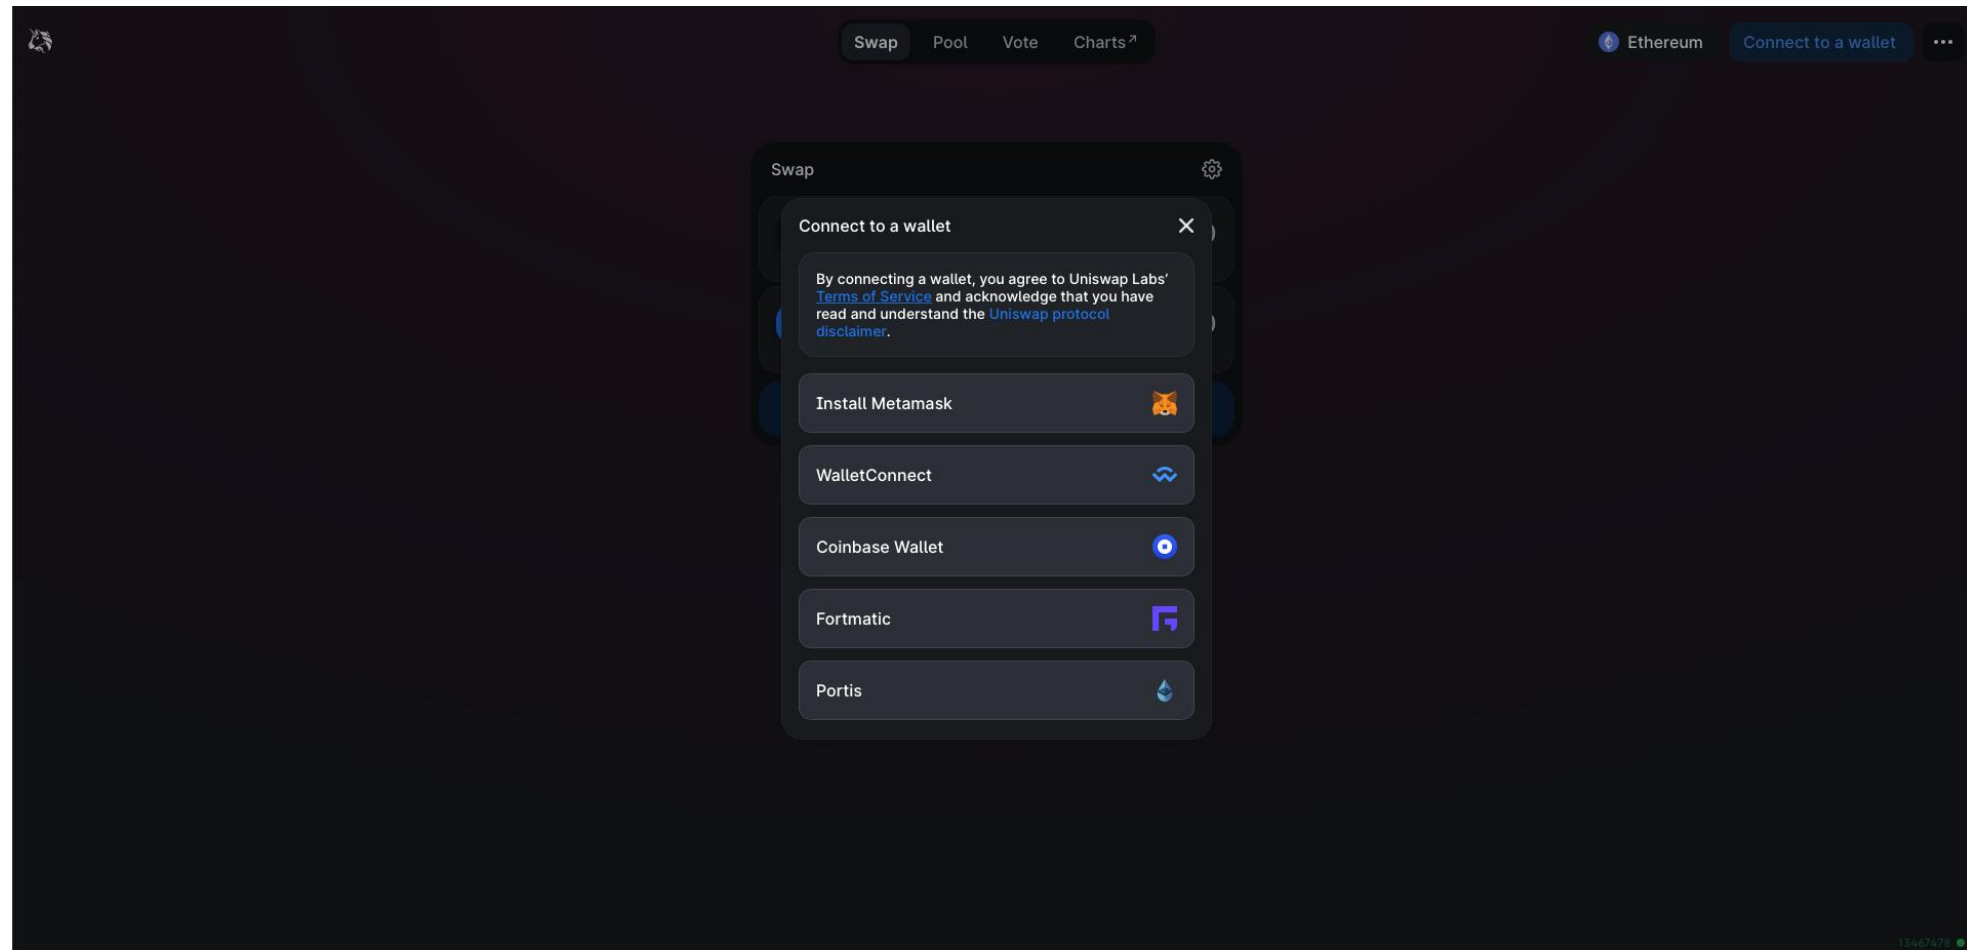 Swap Pool Vote Charts↗
Ethereum Connect to a wallet ...
Swap
Connect to a wallet
By connecting a wallet, you agree to Uniswap Labs’
Terms of Service and acknowledge that you have
read and understand the Uniswap protocol
disclaimer.
Install Metamask
WalletConnect
Coinbase Wallet
Fortmatic
Portis
13467478